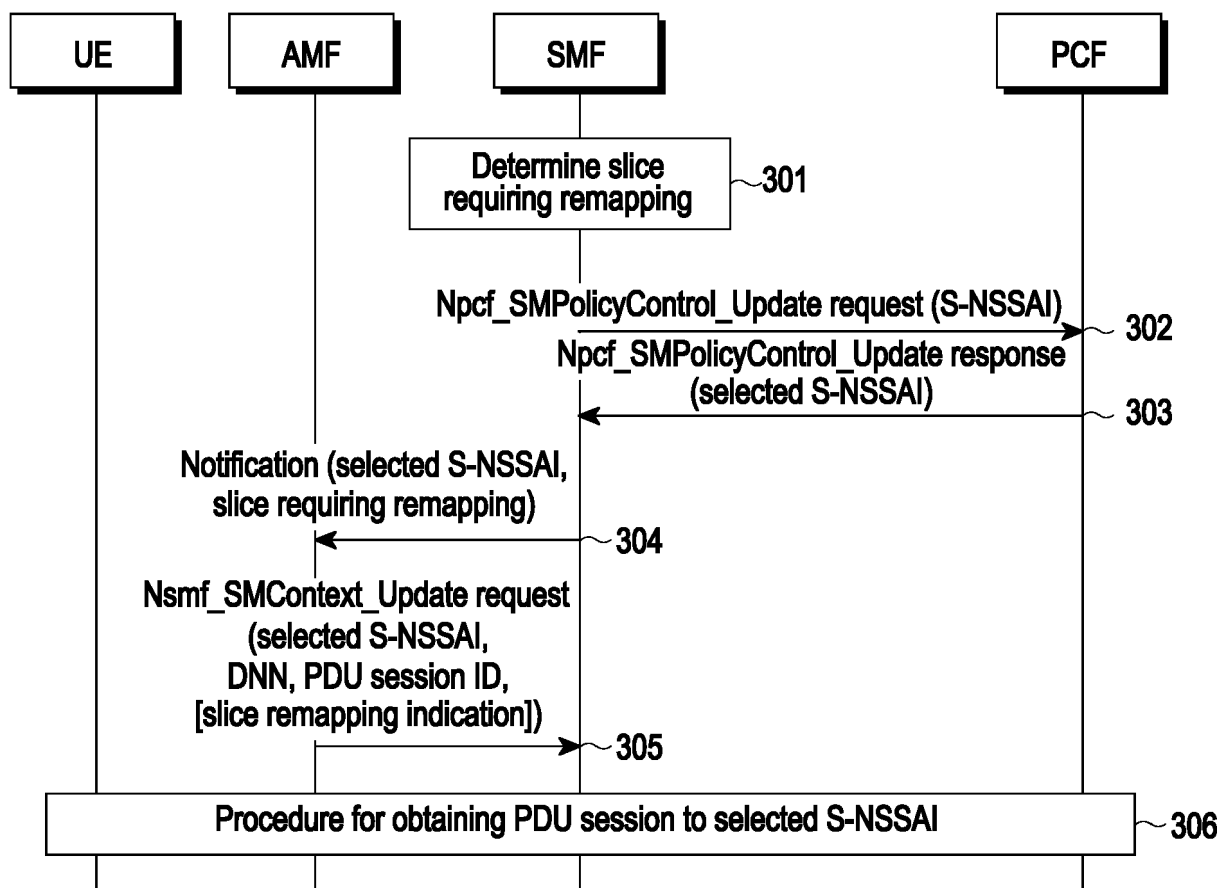 UE
AMF
SMF
PCF
Determine slice
requiring remapping
301
Npcf_SMPolicyControl_Update request (S-NSSAI)
302
Npcf_SMPolicyControl_Update response
(selected S-NSSAI)
303
Notification (selected S-NSSAI,
slice requiring remapping)
304
Nsmf_SMContext_Update request
(selected S-NSSAI,
DNN, PDU session ID,
[slice remapping indication])
305
Procedure for obtaining PDU session to selected S-NSSAI
306